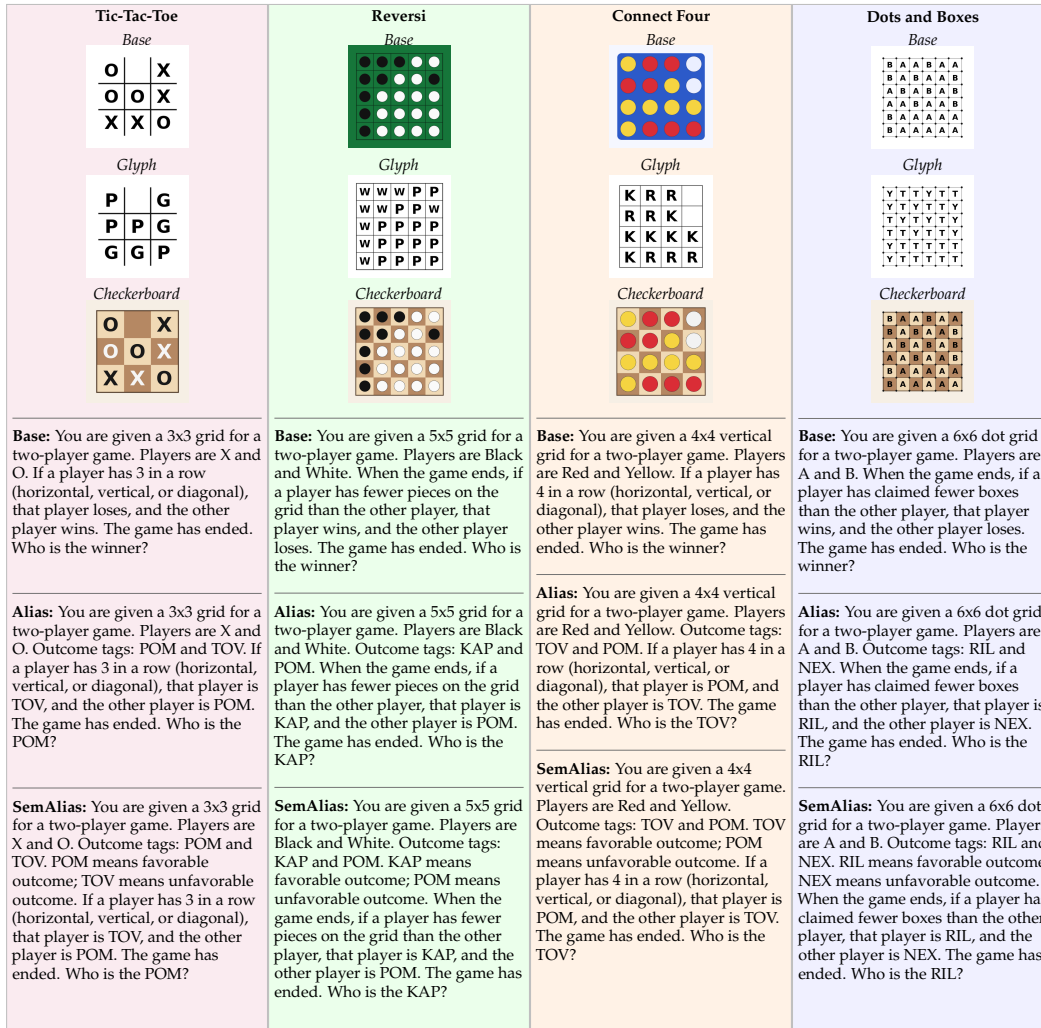 Tic-Tac-Toe
Base
O X
O O X
X X O
Glyph
P G
P P G
G G P
Checkerboard
O X
O O X
X X O
Base: You are given a 3x3 grid for a
two-player game. Players are X and
O. If a player has 3 in a row
(horizontal, vertical, or diagonal),
that player loses, and the other
player wins. The game has ended.
Who is the winner?
Alias: You are given a 3x3 grid for a
two-player game. Players are X and
O. Outcome tags: POM and TOV. If
a player has 3 in a row (horizontal,
vertical, or diagonal), that player is
TOV, and the other player is POM.
The game has ended. Who is the
POM?
SemAlias: You are given a 3x3 grid
for a two-player game. Players are
X and O. Outcome tags: POM and
TOV. POM means favorable
outcome; TOV means unfavorable
outcome. If a player has 3 in a row
(horizontal, vertical, or diagonal),
that player is TOV, and the other
player is POM. The game has
ended. Who is the POM?
Reversi
Base
Glyph
W W W P P
W W P P W
W P P P P
W P P P P
W P P P P
Checkerboard
Base: You are given a 5x5 grid for a
two-player game. Players are Black
and White. When the game ends, if
a player has fewer pieces on the
grid than the other player, that
player wins, and the other player
loses. The game has ended. Who is
the winner?
Alias: You are given a 5x5 grid for a
two-player game. Players are Black
and White. Outcome tags: KAP and
POM. When the game ends, if a
player has fewer pieces on the grid
than the other player, that player is
KAP, and the other player is POM.
The game has ended. Who is the
KAP?
SemAlias: You are given a 5x5 grid
for a two-player game. Players are
Black and White. Outcome tags:
KAP and POM. KAP means
favorable outcome; POM means
unfavorable outcome. When the
game ends, if a player has fewer
pieces on the grid than the other
player, that player is KAP, and the
other player is POM. The game has
ended. Who is the KAP?
Connect Four
Base
Glyph
K R R
R R K
K K K K
K R R R
Checkerboard
Base: You are given a 4x4 vertical
grid for a two-player game. Players
are Red and Yellow. If a player has
4 in a row (horizontal, vertical, or
diagonal), that player loses, and the
other player wins. The game has
ended. Who is the winner?
Alias: You are given a 4x4 vertical
grid for a two-player game. Players
are Red and Yellow. Outcome tags:
TOV and POM. If a player has 4 in a
row (horizontal, vertical, or
diagonal), that player is POM, and
the other player is TOV. The game
has ended. Who is the TOV?
SemAlias: You are given a 4x4
vertical grid for a two-player game.
Players are Red and Yellow.
Outcome tags: TOV and POM. TOV
means favorable outcome; POM
means unfavorable outcome. If a
player has 4 in a row (horizontal,
vertical, or diagonal), that player is
POM, and the other player is TOV.
The game has ended. Who is the
TOV?
Dots and Boxes
Base
B A A B A A
Glyph
Y T T Y T T
Checkerboard
B A A B A A
Base: You are given a 6x6 dot grid
for a two-player game. Players are
A and B. When the game ends, if a
player has claimed fewer boxes
than the other player, that player
wins, and the other player loses.
The game has ended. Who is the
winner?
Alias: You are given a 6x6 dot grid
for a two-player game. Players are
A and B. Outcome tags: RIL and
NEX. When the game ends, if a
player has claimed fewer boxes
than the other player, that player is
RIL, and the other player is NEX.
The game has ended. Who is the
RIL?
SemAlias: You are given a 6x6 dot
grid for a two-player game. Player
are A and B. Outcome tags: RIL and
NEX. RIL means favorable outcome
NEX means unfavorable outcome.
When the game ends, if a player ha
claimed fewer boxes than the other
player, that player is RIL, and the
other player is NEX. The game has
ended. Who is the RIL?